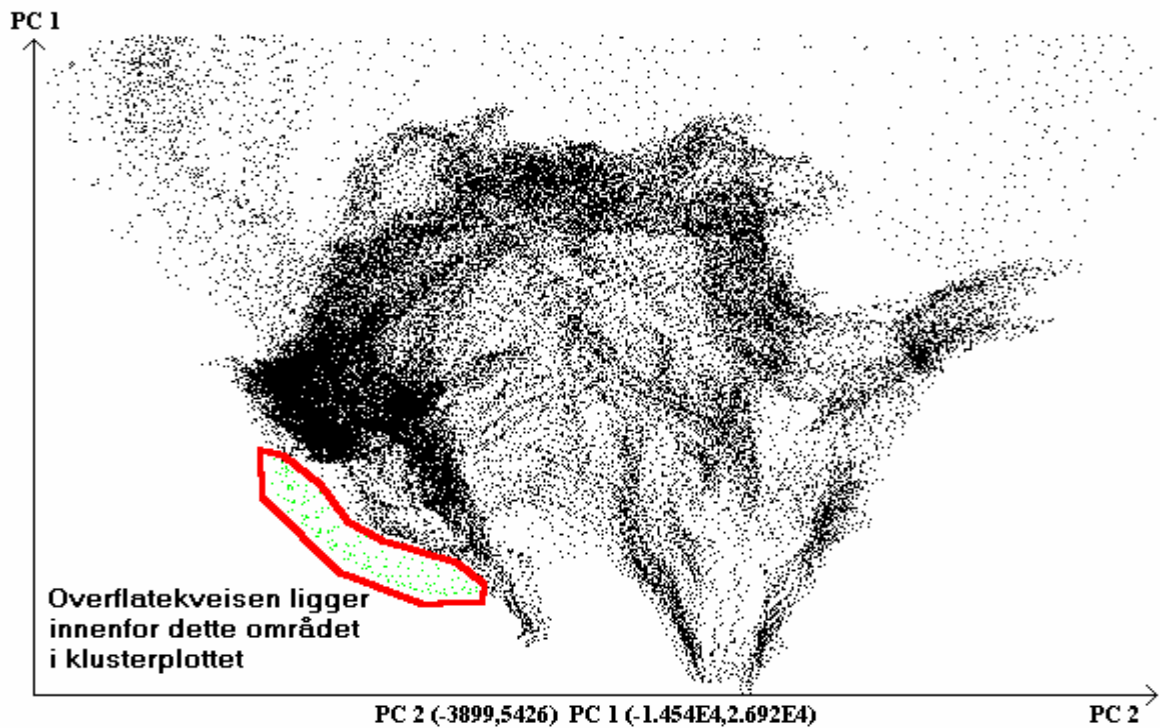 PC 1
Overflatekveisen ligger
innenfor dette området
i klusterplottet
PC 2 (-3899,5426) PC 1 (-1.454E4,2.692E4)
PC 2